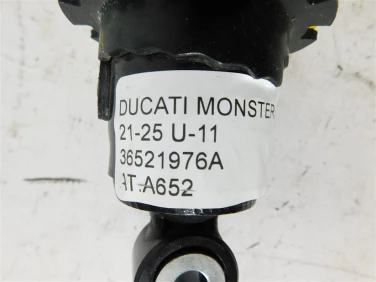 DUCATI MONSTER
21-25 U-11
36521976A
AT.A652